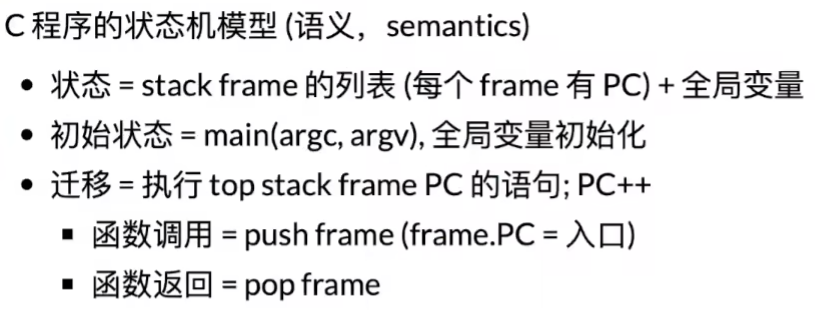 C 程序的状态机模型 (语义，semantics)
状态 = stack frame 的列表 (每个 frame 有 PC) + 全局变量
初始状态 = main(argc, argv), 全局变量初始化
迁移 = 执行 top stack frame PC 的语句; PC++
函数调用 = push frame (frame.PC = 入口)
函数返回 = pop frame